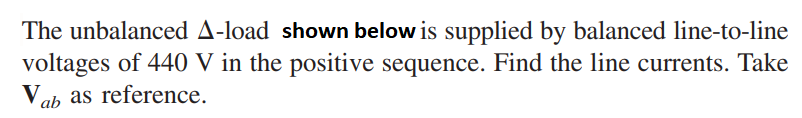 The unbalanced Δ-load shown below is supplied by balanced line-to-line
voltages of 440 V in the positive sequence. Find the line currents. Take
V_ab as reference.